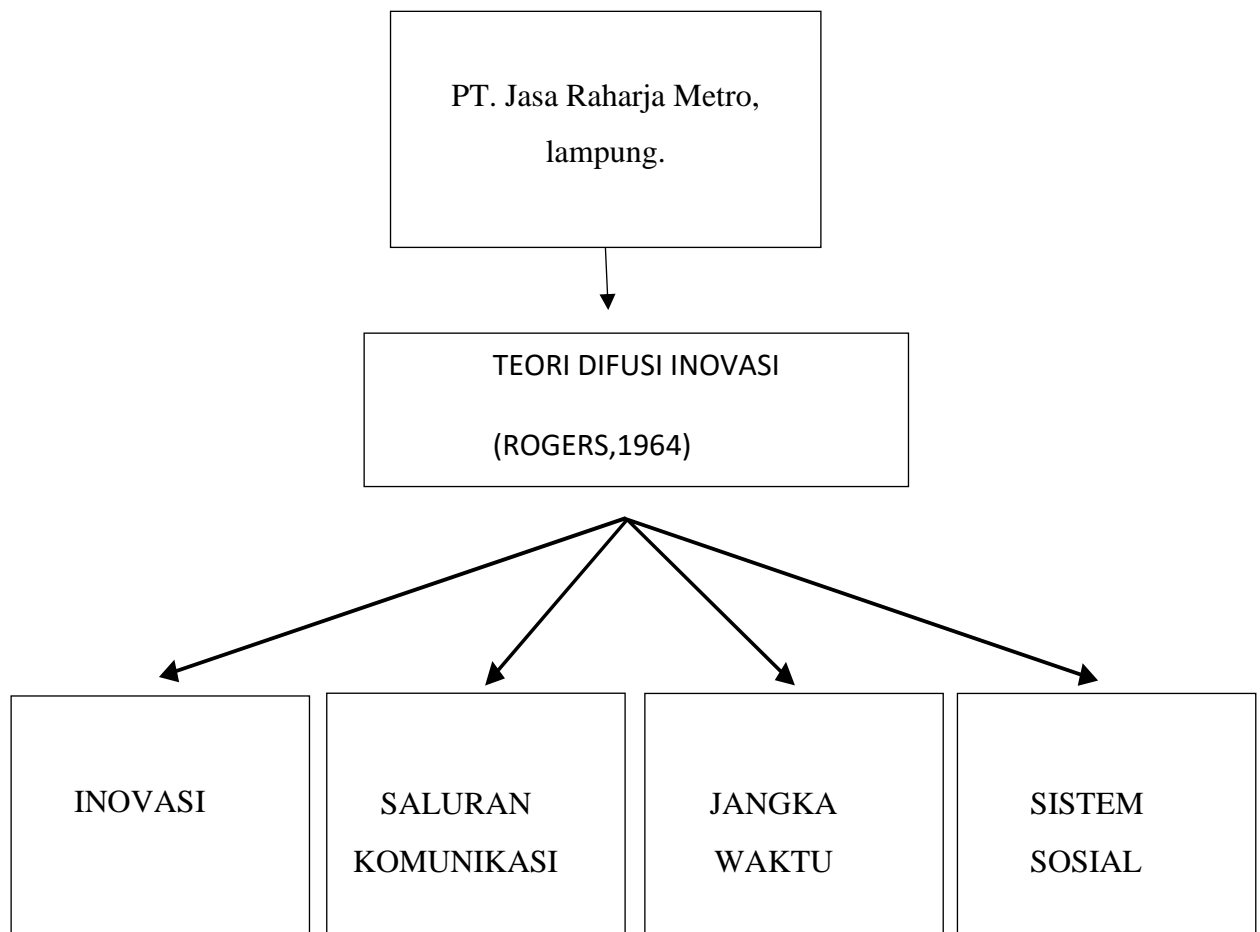 PT. Jasa Raharja Metro,
lampung.
TEORI DIFUSI INOVASI
(ROGERS,1964)
INOVASI
SALURAN
KOMUNIKASI
JANGKA
WAKTU
SISTEM
SOSIAL